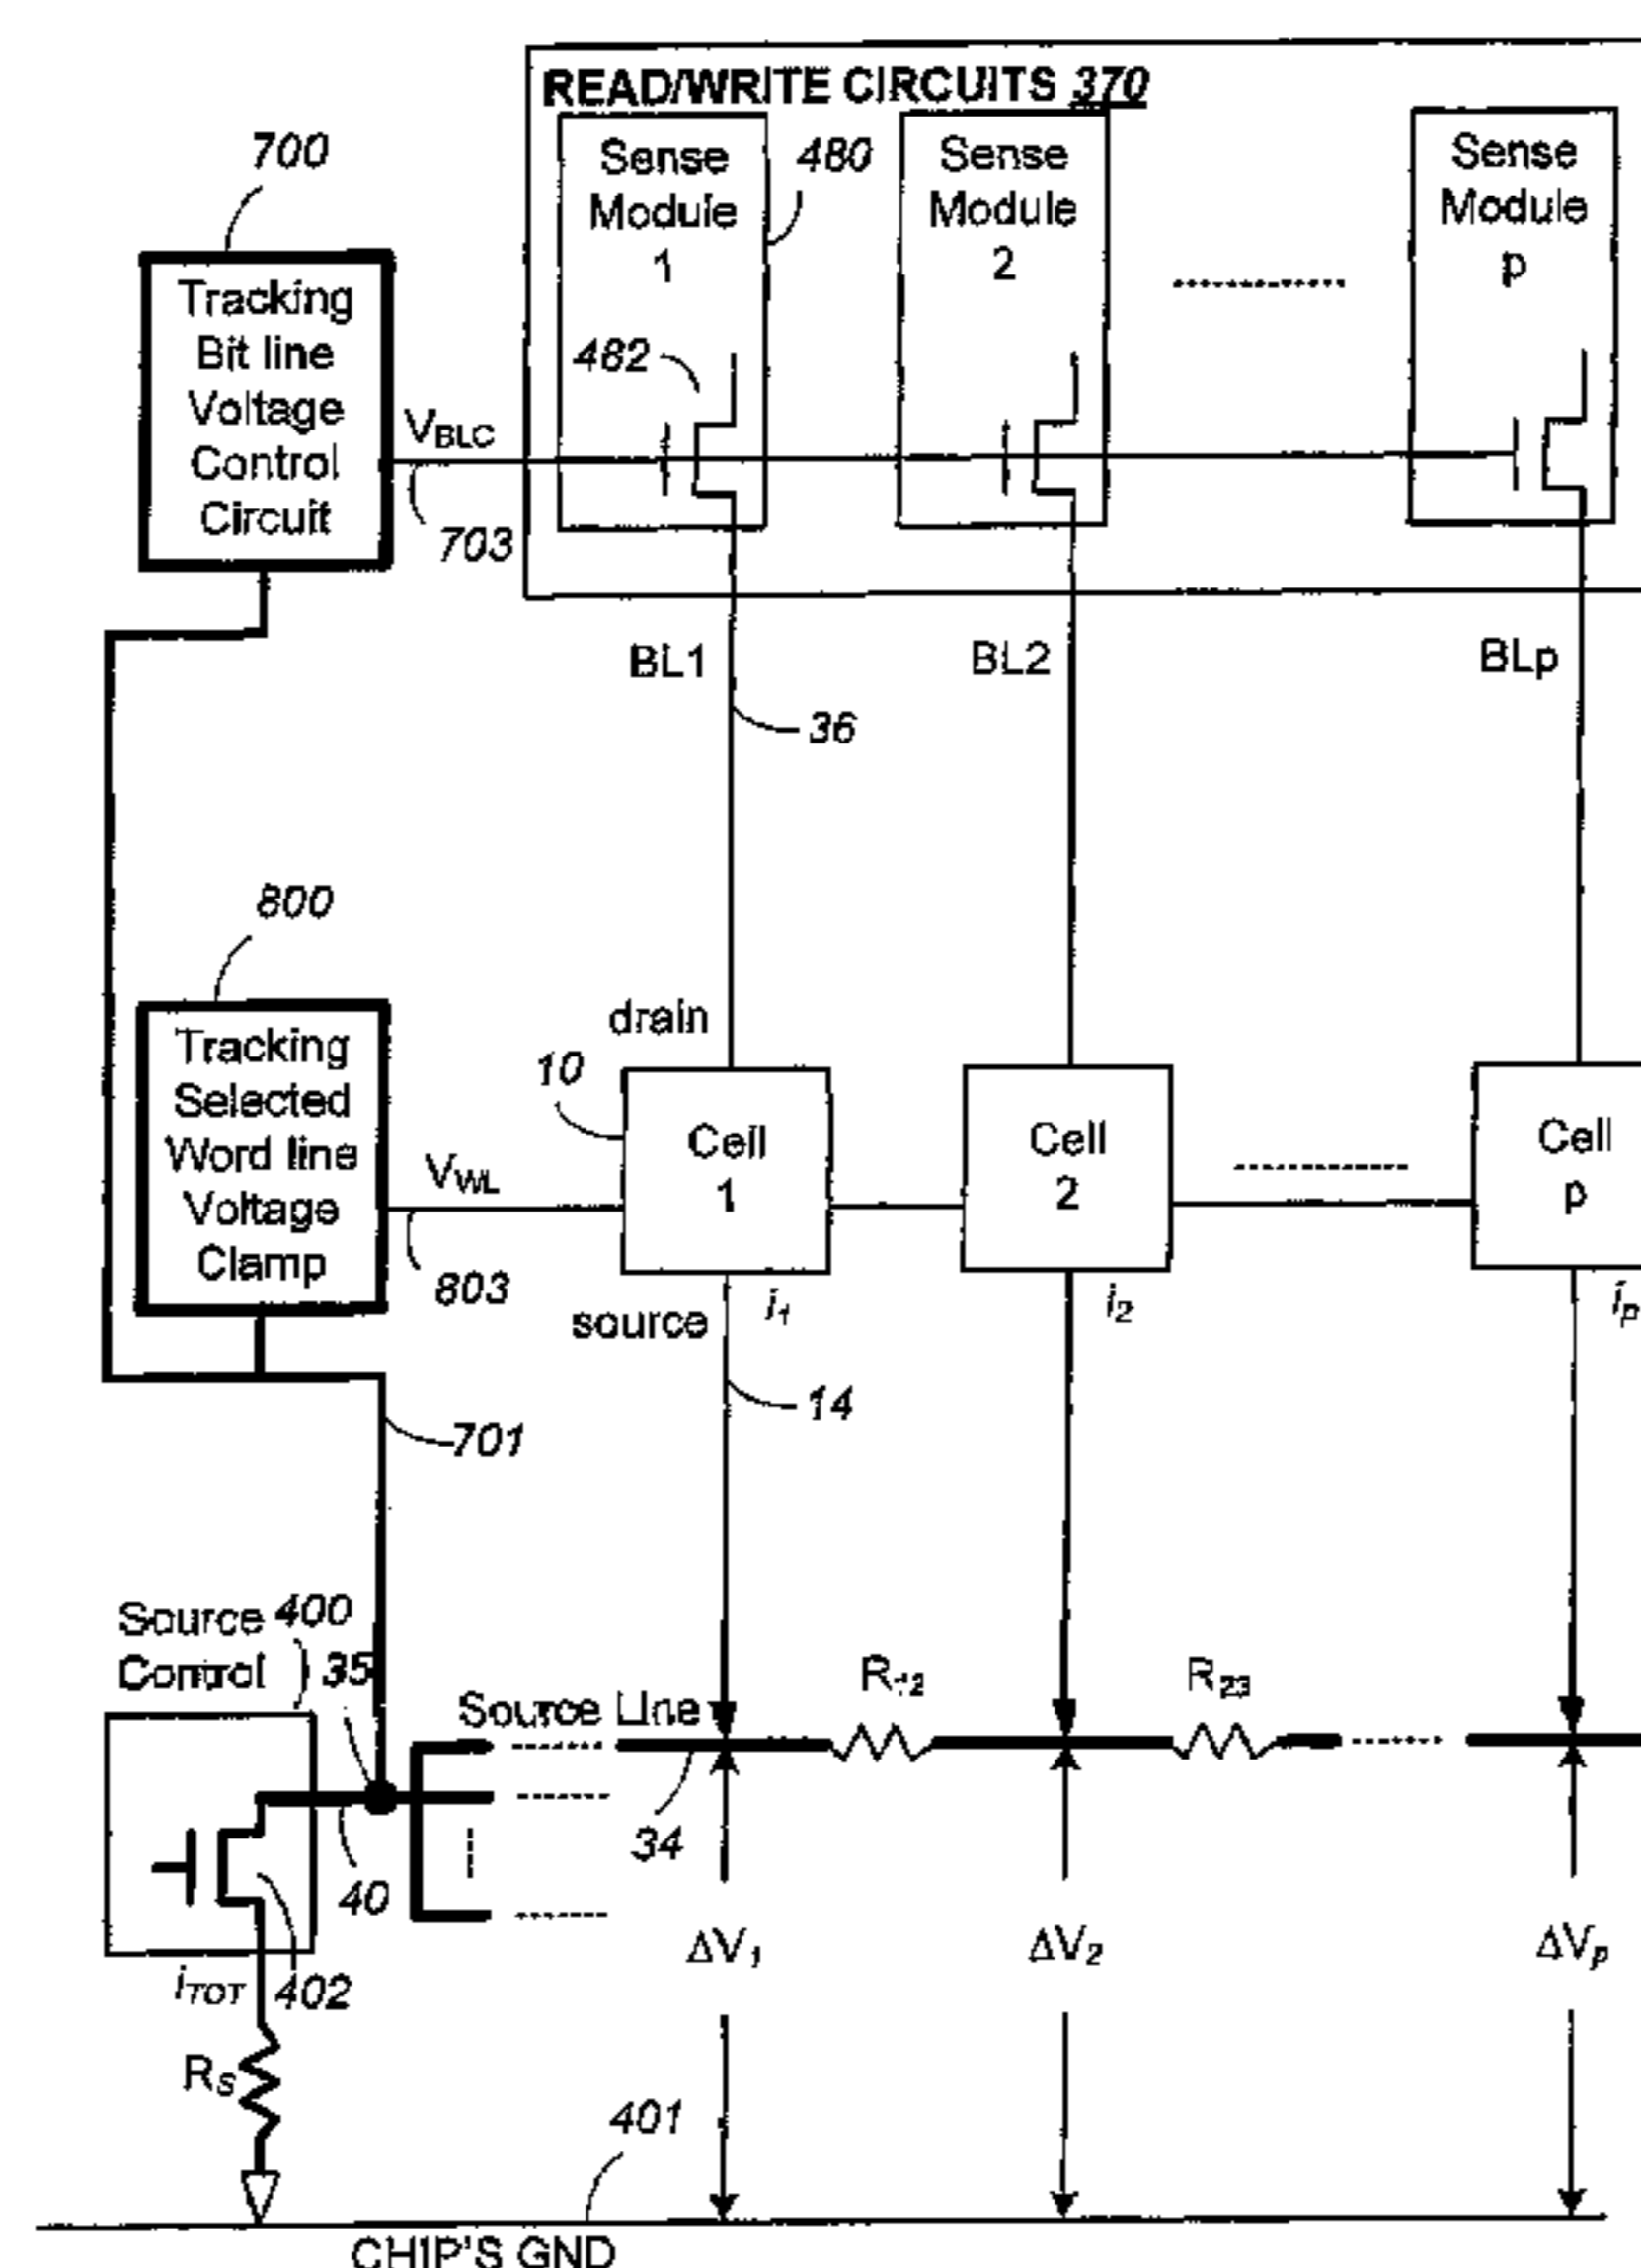 READ/WRITE CIRCUITS 370
700
Sense
Module
1
480
Sense
Module
2
Sense
Module
p
Tracking
Bit line
Voltage
Control
Circuit
482
VBLC
703
BL1
BL2
BLp
36
800
drain
10
Tracking
Selected
Word line
Voltage
Clamp
VWL
803
Cell
1
Cell
2
Cell
p
source
i1
i2
ip
14
701
Source
Control
400
35
Source Line
R12
R23
34
40
ΔV1
ΔV2
ΔVp
iTOT
402
RS
401
CHIP'S GND